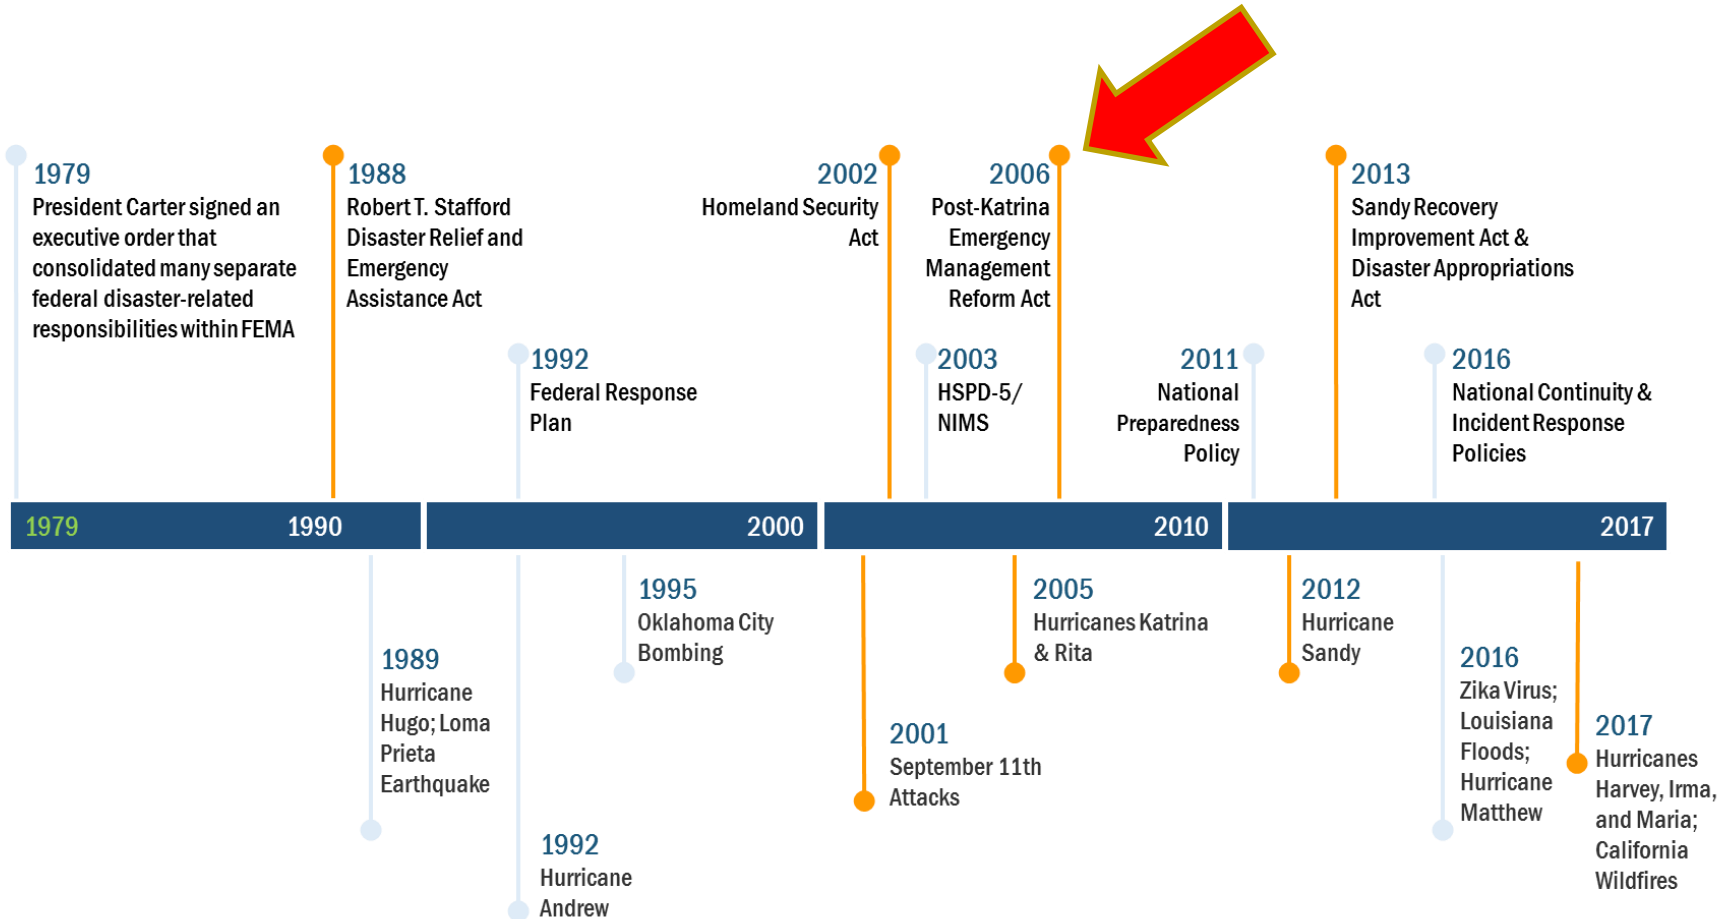 1979
President Carter signed an
executive order that
consolidated many separate
federal disaster-related
responsibilities within FEMA
1988
Robert T. Stafford
Disaster Relief and
Emergency
Assistance Act
1992
Federal Response
Plan
2002
Homeland Security
Act
2003
HSPD-5/
NIMS
2006
Post-Katrina
Emergency
Management
Reform Act
2011
National
Preparedness
Policy
2013
Sandy Recovery
Improvement Act &
Disaster Appropriations
Act
2016
National Continuity &
Incident Response
Policies
1979
1990
2000
2010
2017
1989
Hurricane
Hugo; Loma
Prieta
Earthquake
1992
Hurricane
Andrew
1995
Oklahoma City
Bombing
2001
September 11th
Attacks
2005
Hurricanes Katrina
& Rita
2012
Hurricane
Sandy
2016
Zika Virus;
Louisiana
Floods;
Hurricane
Matthew
2017
Hurricanes
Harvey, Irma,
and Maria;
California
Wildfires